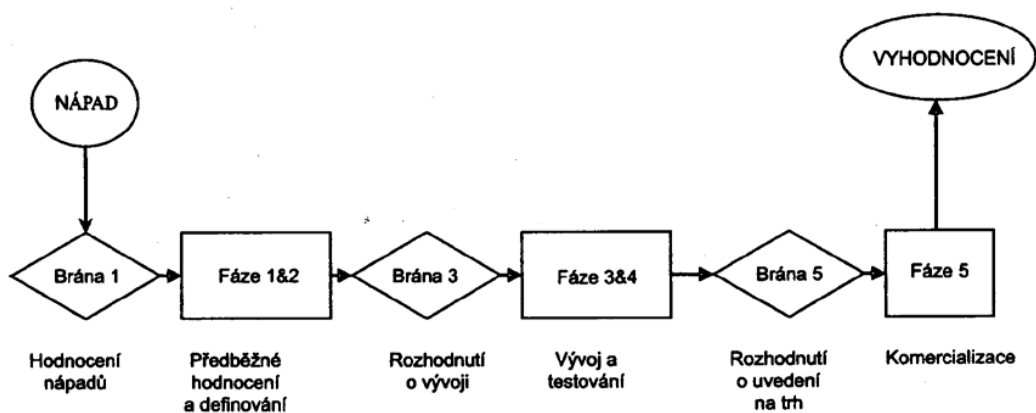 VYHODNOCENÍ
NÁPAD
Brána 1
Fáze 1&2
Brána 3
Fáze 3&4
Brána 5
Fáze 5
Hodnocení
nápadů
Předběžné
hodnocení
a definování
Rozhodnutí
o vývoji
Vývoj a
testování
Rozhodnutí
o uvedení
na trh
Komercializace